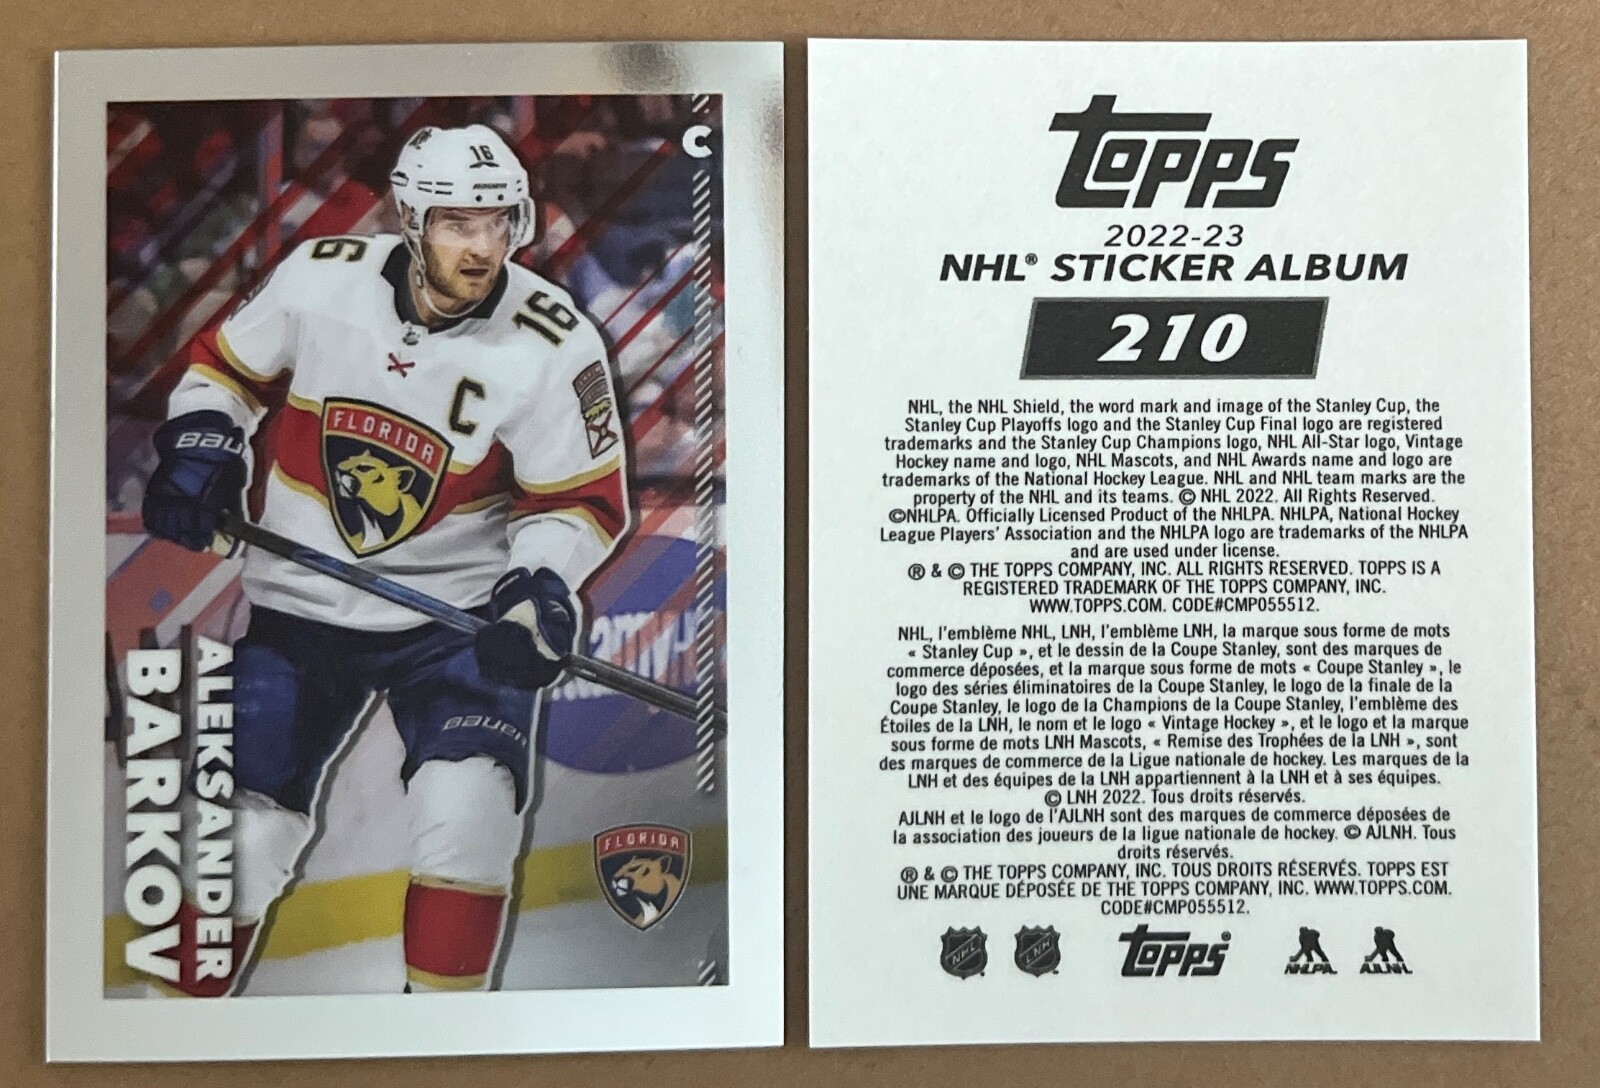 C
16
BAUER
16
16
C
FLORIDA
BAUER
BAUER
ALEKSANDER
BARKOV
FLORIDA
topps
2022-23
NHL® STICKER ALBUM
210
NHL, the NHL Shield, the word mark and image of the Stanley Cup, the
Stanley Cup Playoffs logo and the Stanley Cup Final logo are registered
trademarks and the Stanley Cup Champions logo, NHL All-Star logo, Vintage
Hockey name and logo, NHL Mascots, and NHL Awards name and logo are
trademarks of the National Hockey League. NHL and NHL team marks are the
property of the NHL and its teams. © NHL 2022. All Rights Reserved.
©NHLPA. Officially Licensed Product of the NHLPA. NHLPA, National Hockey
League Players' Association and the NHLPA logo are trademarks of the NHLPA
and are used under license.
® & © THE TOPPS COMPANY, INC. ALL RIGHTS RESERVED. TOPPS IS A
REGISTERED TRADEMARK OF THE TOPPS COMPANY, INC.
WWW.TOPPS.COM. CODE#CMP055512.
NHL, l'emblème NHL, LNH, l'emblème LNH, la marque sous forme de mots
« Stanley Cup », et le dessin de la Coupe Stanley, sont des marques de
commerce déposées, et la marque sous forme de mots « Coupe Stanley », le
logo des séries éliminatoires de la Coupe Stanley, le logo de la finale de la
Coupe Stanley, le logo de la Champions de la Coupe Stanley, l'emblème des
Étoiles de la LNH, le nom et le logo « Vintage Hockey », et le logo et la marque
sous forme de mots LNH Mascots, « Remise des Trophées de la LNH », sont
des marques de commerce de la Ligue nationale de hockey. Les marques de la
LNH et des équipes de la LNH appartiennent à la LNH et à ses équipes.
© LNH 2022. Tous droits réservés.
AJLNH et le logo de l'AJLNH sont des marques de commerce déposées de
la association des joueurs de la ligue nationale de hockey. © AJLNH. Tous
droits réservés.
® & © THE TOPPS COMPANY, INC. TOUS DROITS RÉSERVÉS. TOPPS EST
UNE MARQUE DÉPOSÉE DE THE TOPPS COMPANY, INC. WWW.TOPPS.COM.
CODE#CMP055512.
NHL LNH topps® NHLPA AJLNH